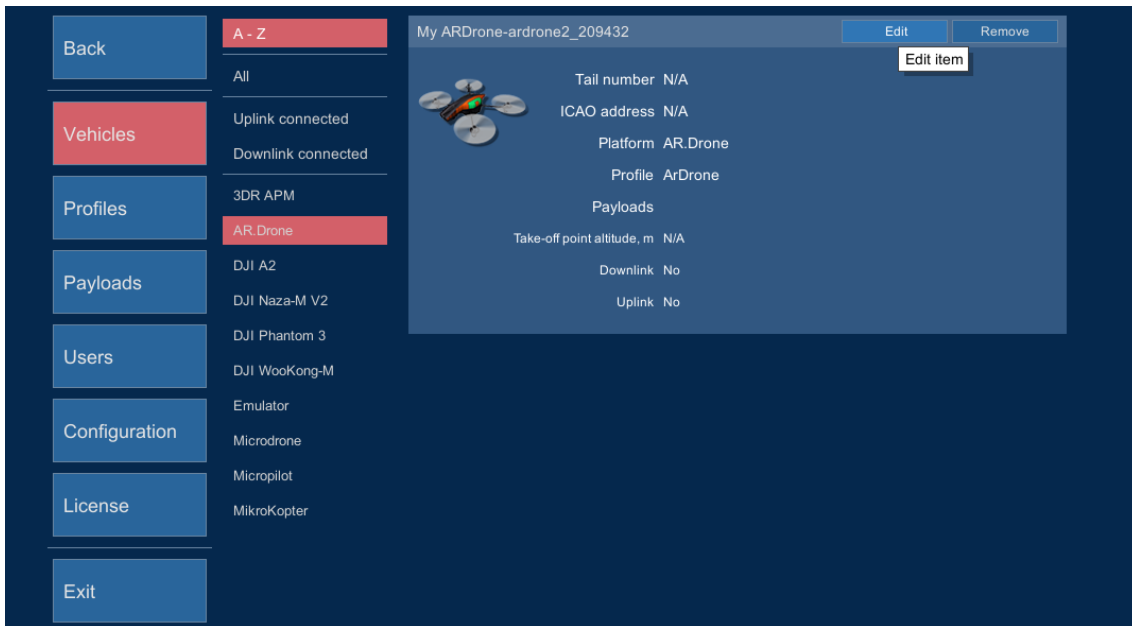 Back
Vehicles
Profiles
Payloads
Users
Configuration
License
Exit
A - Z
All
Uplink connected
Downlink connected
3DR APM
AR.Drone
DJI A2
DJI Naza-M V2
DJI Phantom 3
DJI WooKong-M
Emulator
Microdrone
Micropilot
MikroKopter
My ARDrone-ardrone2_209432
Edit
Remove
Edit item
Tail number N/A
ICAO address N/A
Platform AR.Drone
Profile ArDrone
Payloads
Take-off point altitude, m N/A
Downlink No
Uplink No